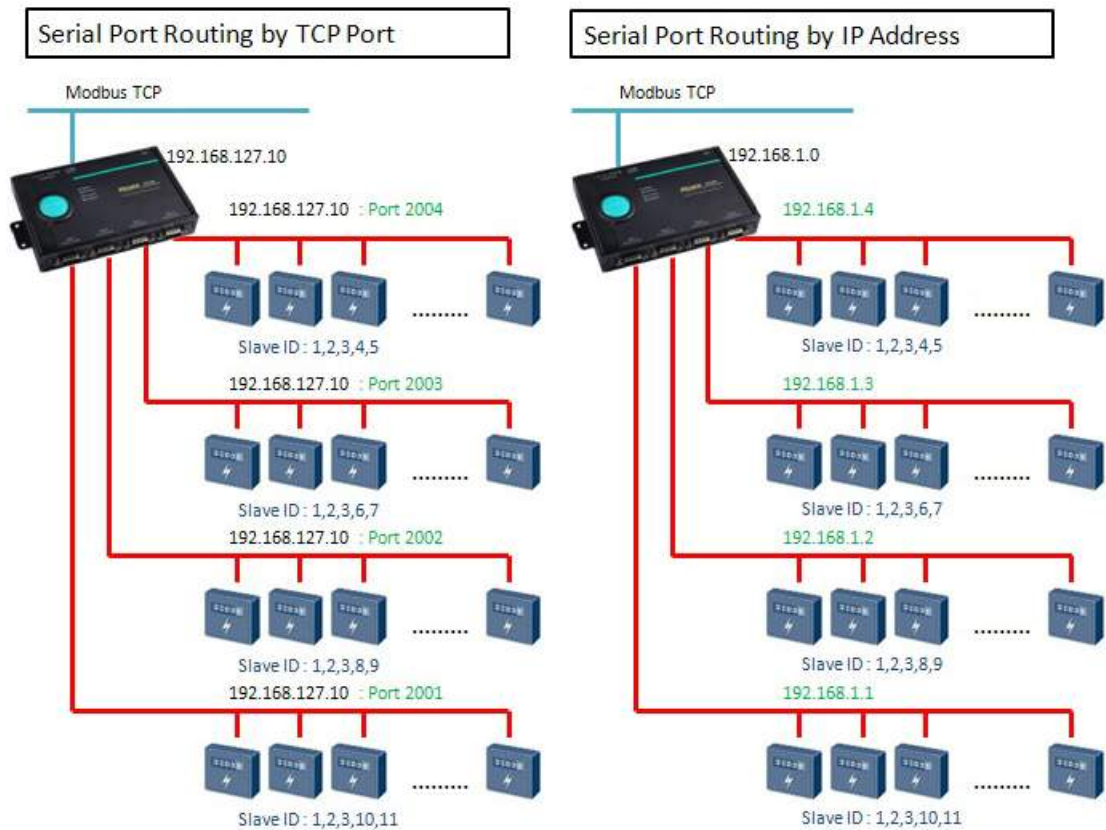 Serial Port Routing by TCP Port
Modbus TCP
192.168.127.10
192.168.127.10 : Port 2004
Slave ID : 1,2,3,4,5
192.168.127.10 : Port 2003
Slave ID : 1,2,3,6,7
192.168.127.10 : Port 2002
Slave ID : 1,2,3,8,9
192.168.127.10 : Port 2001
Slave ID : 1,2,3,10,11
Serial Port Routing by IP Address
Modbus TCP
192.168.1.0
192.168.1.4
Slave ID : 1,2,3,4,5
192.168.1.3
Slave ID : 1,2,3,6,7
192.168.1.2
Slave ID : 1,2,3,8,9
192.168.1.1
Slave ID : 1,2,3,10,11